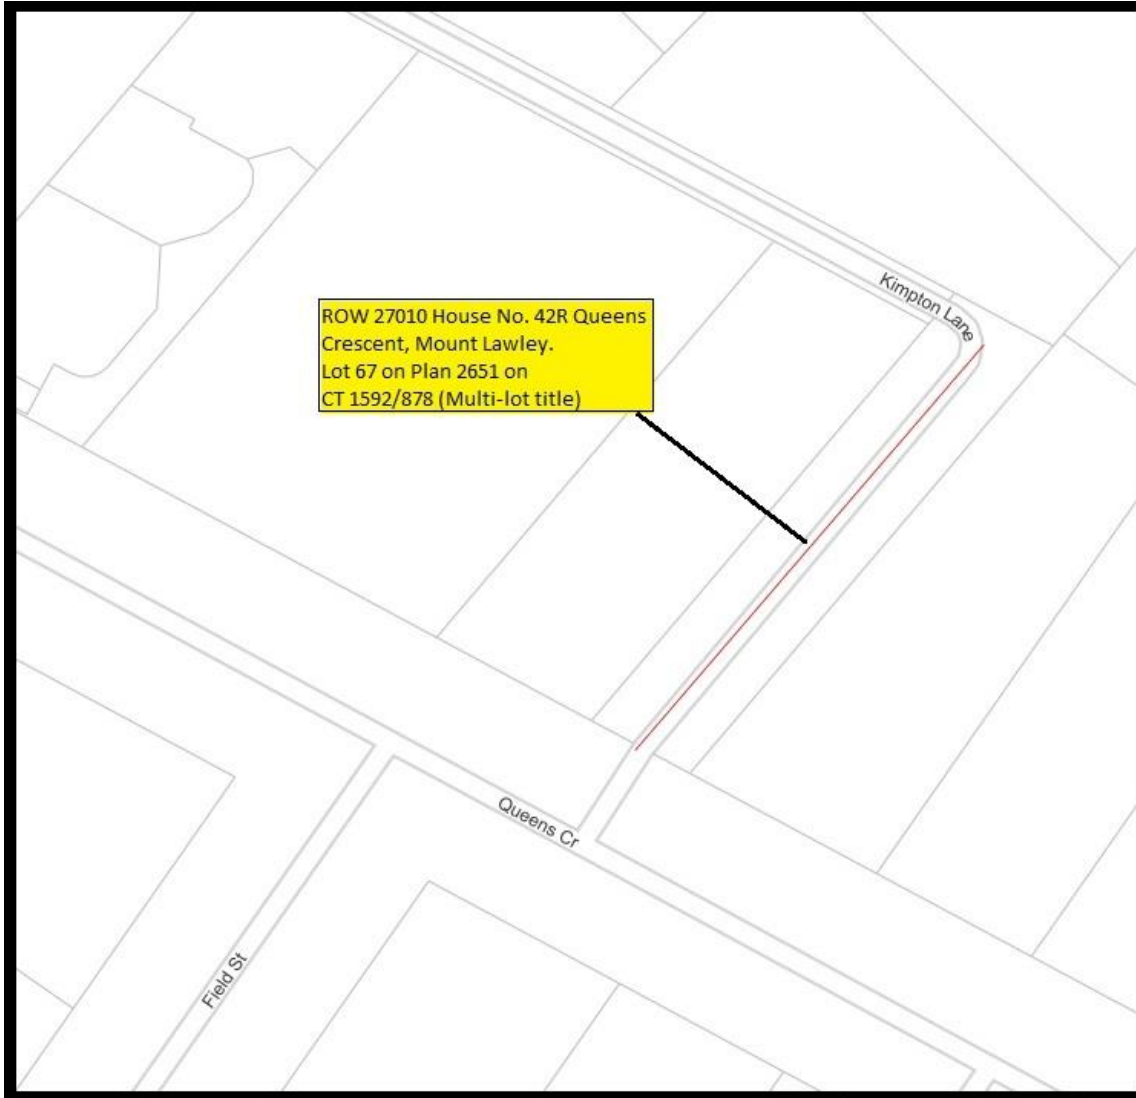 Kimpton Lane
ROW 27010 House No. 42R Queens
Crescent, Mount Lawley.
Lot 67 on Plan 2651 on
CT 1592/878 (Multi-lot title)
Queens Cr
Field St